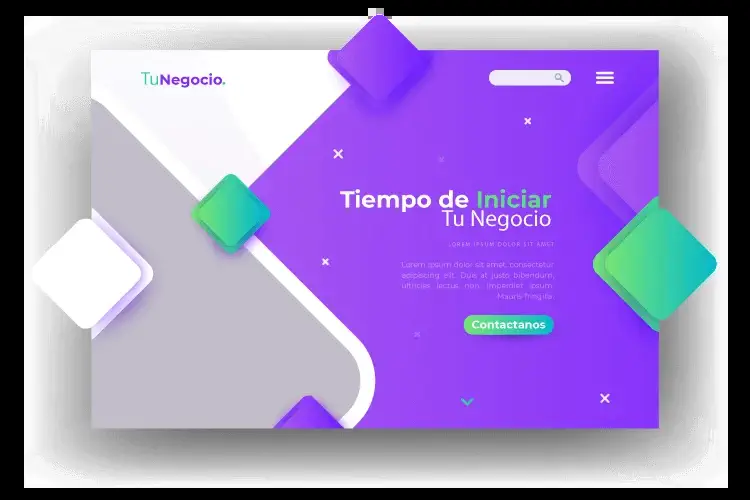 TuNegocio.
Tiempo de Iniciar
Tu Negocio
LOREM IPSUM DOLOR SIT AMET
Lorem ipsum dolor sit amet, consectetur
adipiscing elit. Duis at justo bibendum,
ultricies lectus non, imperdiet ipsum.
Mauris fringilla.
Contactanos